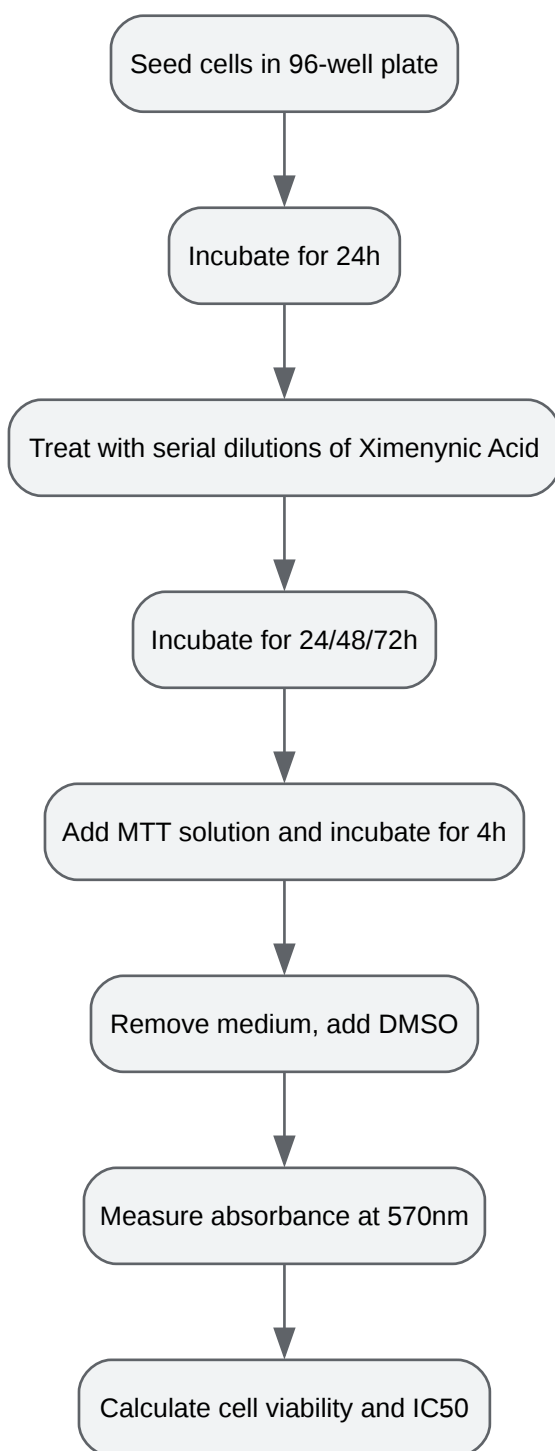 Seed cells in 96-well plate
Incubate for 24h
Treat with serial dilutions of Ximenynic Acid
Incubate for 24/48/72h
Add MTT solution and incubate for 4h
Remove medium, add DMSO
Measure absorbance at 570nm
Calculate cell viability and IC50